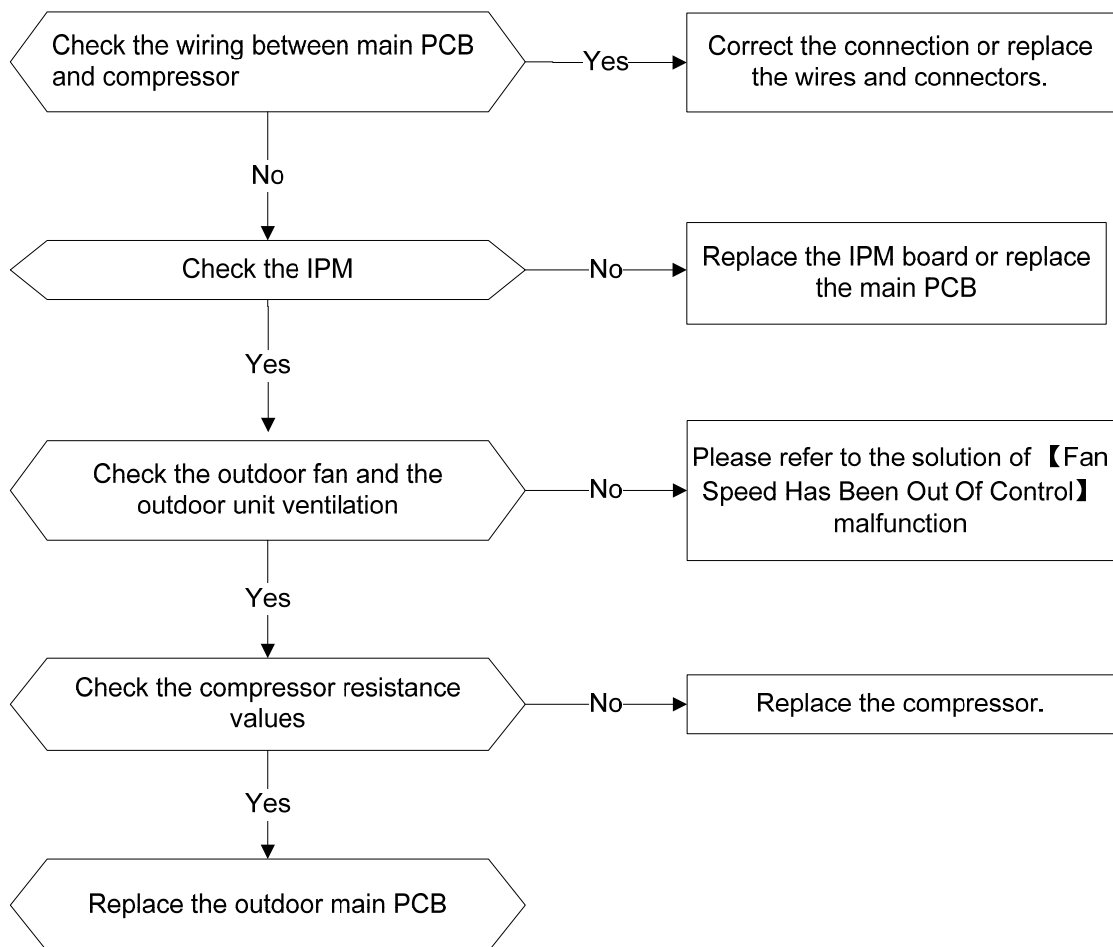 Check the wiring between main PCB
and compressor
Yes
Correct the connection or replace
the wires and connectors.
No
Check the IPM
No
Replace the IPM board or replace
the main PCB
Yes
Check the outdoor fan and the
outdoor unit ventilation
No
Please refer to the solution of 【Fan
Speed Has Been Out Of Control】
malfunction
Yes
Check the compressor resistance
values
No
Replace the compressor.
Yes
Replace the outdoor main PCB